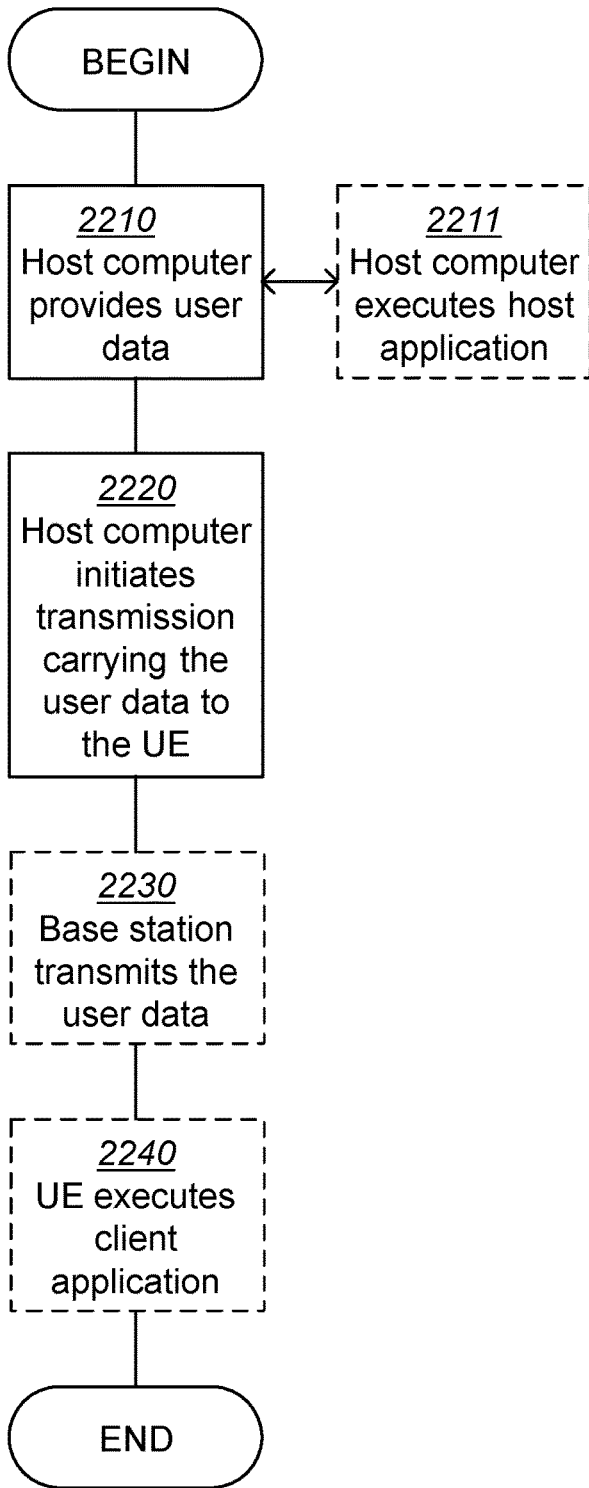 BEGIN
2210
Host computer
provides user
data
2211
Host computer
executes host
application
2220
Host computer
initiates
transmission
carrying the
user data to
the UE
2230
Base station
transmits the
user data
2240
UE executes
client
application
END